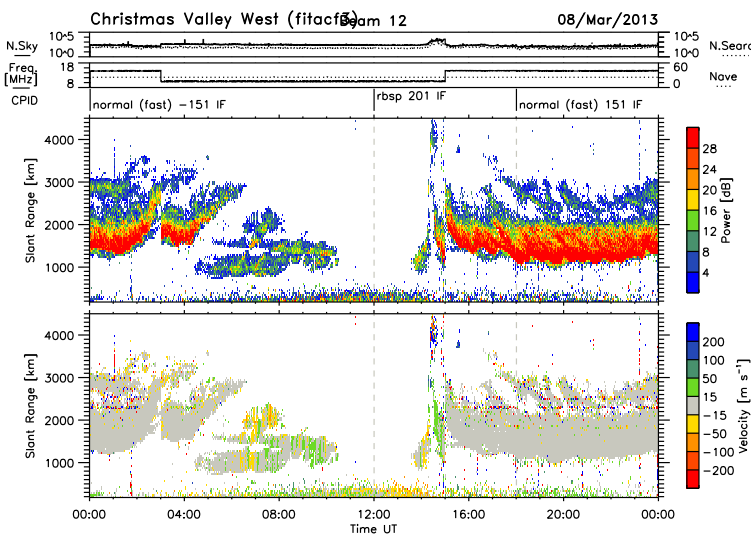 Christmas Valley West (fitacf3) Beam 12 08/Mar/2013
N.Sky 10^5 10^0 10^5 10^0 N.Searc
Freq. [MHz] 18 8 60 0 Nave
CPID normal (fast) -151 IF rbsp 201 IF normal (fast) 151 IF
Slant Range [km] 4000 3000 2000 1000
28 24 20 16 12 8 4 Power [dB]
Slant Range [km] 4000 3000 2000 1000
200 100 50 15 -15 -50 -100 -200 Velocity [m s⁻¹]
00:00 04:00 08:00 12:00 16:00 20:00 00:00
Time UT